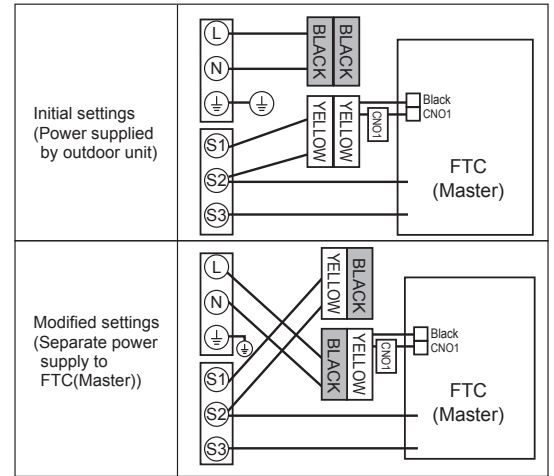 Initial settings
(Power supplied
by outdoor unit)
L
N
S1
S2
S3
BLACK
BLACK
YELLOW
YELLOW
CNO1
Black
CNO1
FTC
(Master)
Modified settings
(Separate power
supply to
FTC(Master))
L
N
S1
S2
S3
YELLOW
BLACK
BLACK
YELLOW
CNO1
Black
CNO1
FTC
(Master)